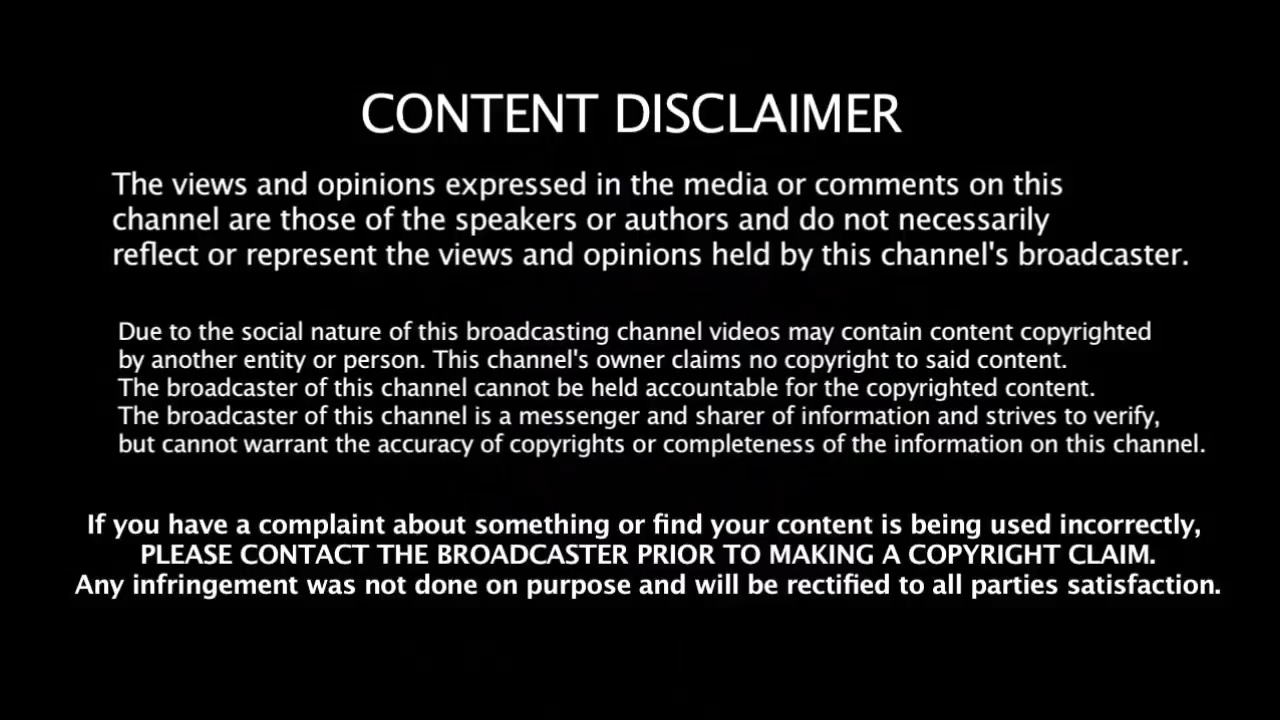 CONTENT DISCLAIMER
The views and opinions expressed in the media or comments on this
channel are those of the speakers or authors and do not necessarily
reflect or represent the views and opinions held by this channel's broadcaster.
Due to the social nature of this broadcasting channel videos may contain content copyrighted
by another entity or person. This channel's owner claims no copyright to said content.
The broadcaster of this channel cannot be held accountable for the copyrighted content.
The broadcaster of this channel is a messenger and sharer of information and strives to verify,
but cannot warrant the accuracy of copyrights or completeness of the information on this channel.
If you have a complaint about something or find your content is being used incorrectly,
PLEASE CONTACT THE BROADCASTER PRIOR TO MAKING A COPYRIGHT CLAIM.
Any infringement was not done on purpose and will be rectified to all parties satisfaction.